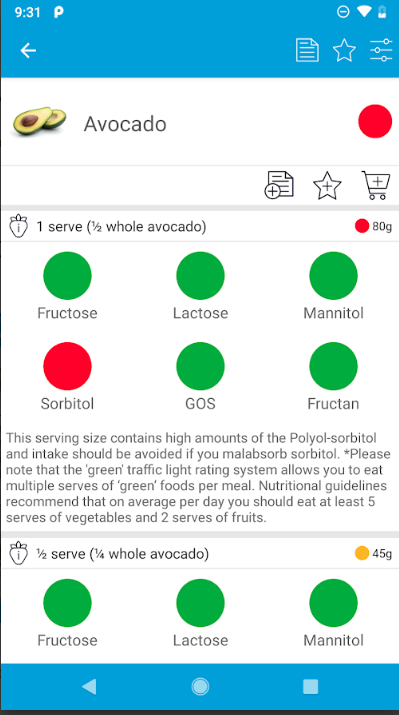 9:31
Avocado
1 serve (½ whole avocado)
80g
Fructose
Lactose
Mannitol
Sorbitol
GOS
Fructan
This serving size contains high amounts of the Polyol-sorbitol
and intake should be avoided if you malabsorb sorbitol. *Please
note that the 'green' traffic light rating system allows you to eat
multiple serves of ‘green’ foods per meal. Nutritional guidelines
recommend that on average per day you should eat at least 5
serves of vegetables and 2 serves of fruits.
½ serve (¼ whole avocado)
45g
Fructose
Lactose
Mannitol